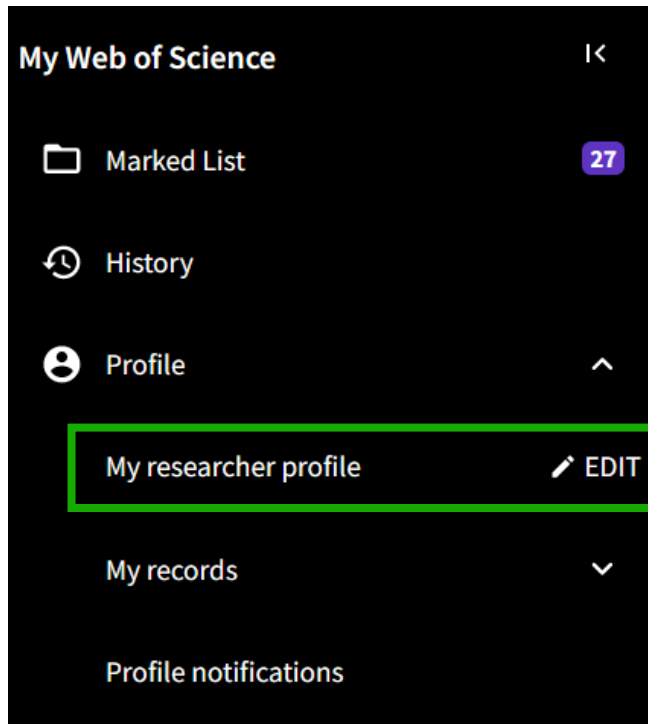 My Web of Science
Marked List 27
History
Profile
My researcher profile EDIT
My records
Profile notifications